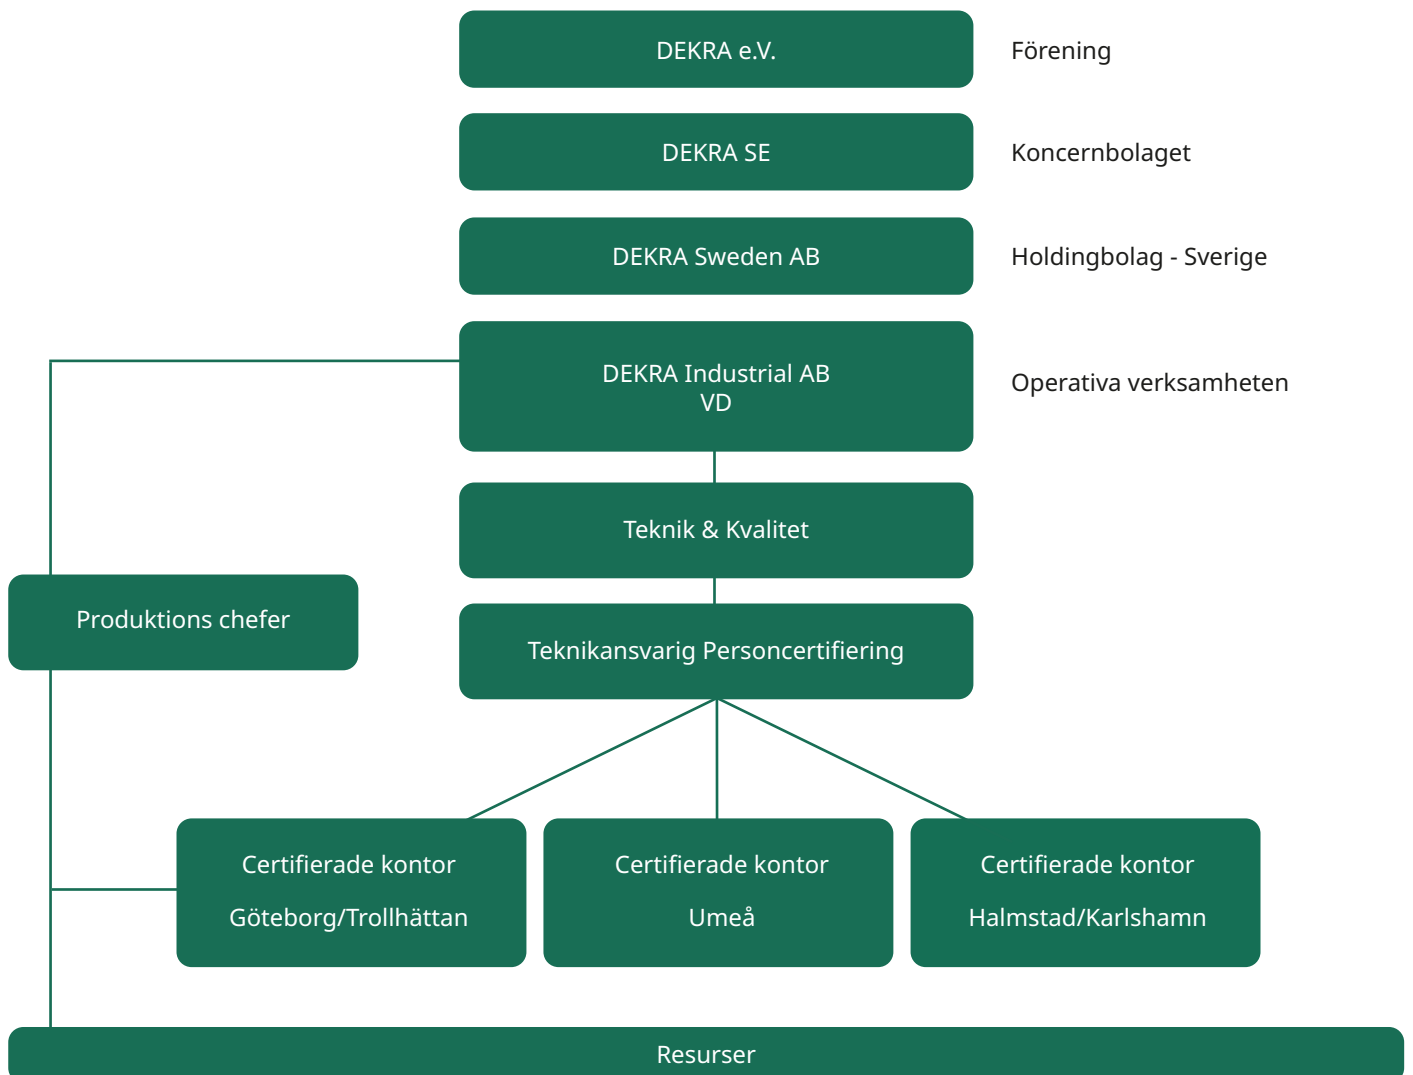 DEKRA e.V.
Förening
DEKRA SE
Koncernbolaget
DEKRA Sweden AB
Holdingbolag - Sverige
DEKRA Industrial AB
VD
Operativa verksamheten
Teknik & Kvalitet
Produktions chefer
Teknikansvarig Personcertifiering
Certifierade kontor
Göteborg/Trollhättan
Certifierade kontor
Umeå
Certifierade kontor
Halmstad/Karlshamn
Resurser